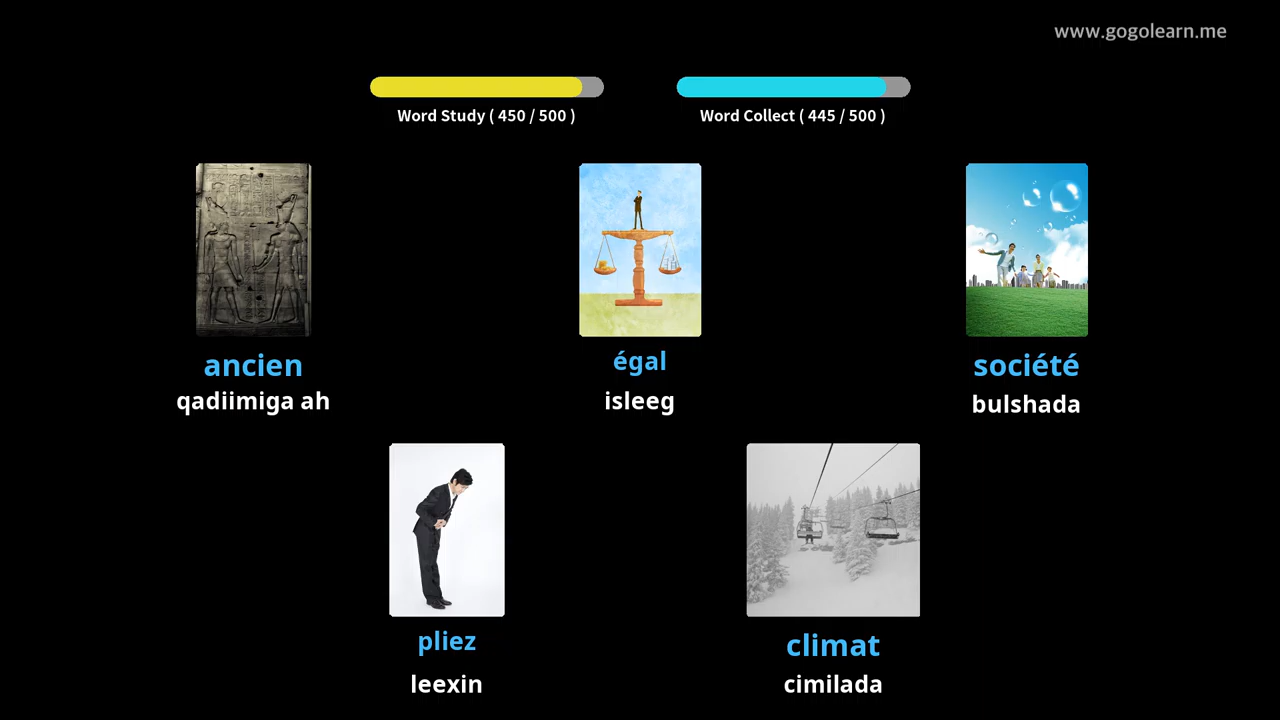 www.gogolearn.me
Word Study ( 450 / 500 )
Word Collect ( 445 / 500 )
ancien
qadiimiga ah
égal
isleeg
société
bulshada
pliez
leexin
climat
cimilada